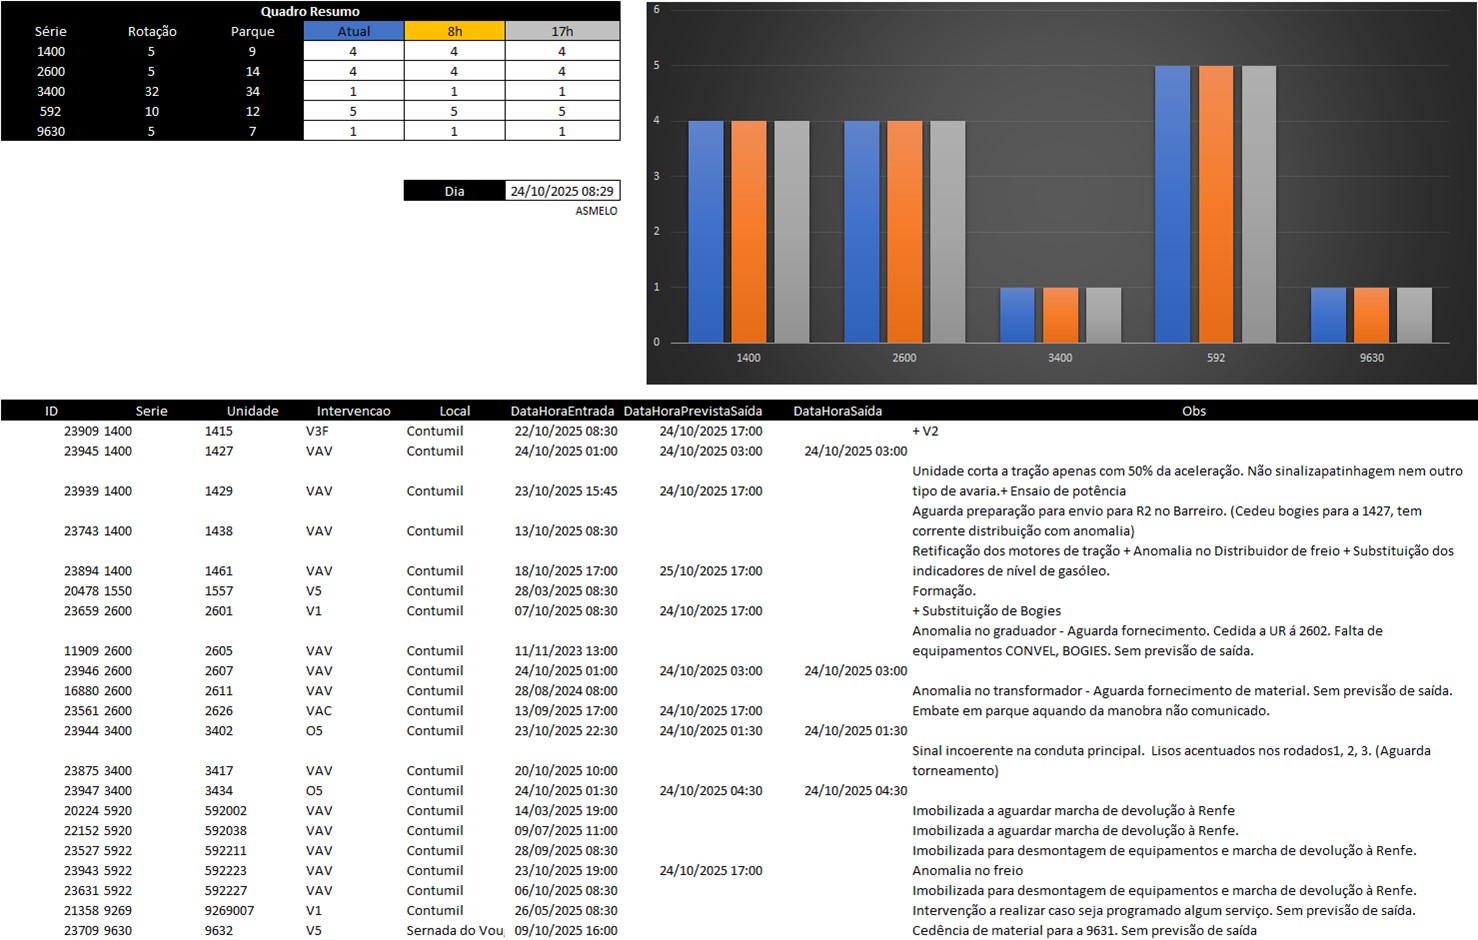 Quadro Resumo
Série Rotação Parque Atual 8h 17h
1400 5 9 4 4 4
2600 5 14 4 4 4
3400 32 34 1 1 1
592 10 12 5 5 5
9630 5 7 1 1 1
Dia 24/10/2025 08:29
ASMELO
6
5
4
3
2
1
0
1400 2600 3400 592 9630
ID Serie Unidade Intervencao Local DataHoraEntrada DataHoraPrevistaSaída DataHoraSaída Obs
23909 1400 1415 V3F Contumil 22/10/2025 08:30 24/10/2025 17:00 + V2
23945 1400 1427 VAV Contumil 24/10/2025 01:00 24/10/2025 03:00 24/10/2025 03:00
Unidade corta a tração apenas com 50% da aceleração. Não sinalizapatinhagem nem outro
23939 1400 1429 VAV Contumil 23/10/2025 15:45 24/10/2025 17:00 tipo de avaria.+ Ensaio de potência
Aguarda preparação para envio para R2 no Barreiro. (Cedeu bogies para a 1427, tem
23743 1400 1438 VAV Contumil 13/10/2025 08:30 corrente distribuição com anomalia)
Retificação dos motores de tração + Anomalia no Distribuidor de freio + Substituição dos
23894 1400 1461 VAV Contumil 18/10/2025 17:00 25/10/2025 17:00 indicadores de nível de gasóleo.
20478 1550 1557 V5 Contumil 28/03/2025 08:30 Formação.
23659 2600 2601 V1 Contumil 07/10/2025 08:30 24/10/2025 17:00 + Substituição de Bogies
Anomalia no graduador - Aguarda fornecimento. Cedida a UR á 2602. Falta de
11909 2600 2605 VAV Contumil 11/11/2023 13:00 equipamentos CONVEL, BOGIES. Sem previsão de saída.
23946 2600 2607 VAV Contumil 24/10/2025 01:00 24/10/2025 03:00 24/10/2025 03:00
16880 2600 2611 VAV Contumil 28/08/2024 08:00 Anomalia no transformador - Aguarda fornecimento de material. Sem previsão de saída.
23561 2600 2626 VAC Contumil 13/09/2025 17:00 24/10/2025 17:00 Embate em parque aquando da manobra não comunicado.
23944 3400 3402 O5 Contumil 23/10/2025 22:30 24/10/2025 01:30 24/10/2025 01:30
Sinal incoerente na conduta principal.  Lisos acentuados nos rodados1, 2, 3. (Aguarda
23875 3400 3417 VAV Contumil 20/10/2025 10:00 torneamento)
23947 3400 3434 O5 Contumil 24/10/2025 01:30 24/10/2025 04:30 24/10/2025 04:30
20224 5920 592002 VAV Contumil 14/03/2025 19:00 Imobilizada a aguardar marcha de devolução à Renfe
22152 5920 592038 VAV Contumil 09/07/2025 11:00 Imobilizada a aguardar marcha de devolução à Renfe.
23527 5922 592211 VAV Contumil 28/09/2025 08:30 Imobilizada para desmontagem de equipamentos e marcha de devolução à Renfe.
23943 5922 592223 VAV Contumil 23/10/2025 19:00 24/10/2025 17:00 Anomalia no freio
23631 5922 592227 VAV Contumil 06/10/2025 08:30 Imobilizada para desmontagem de equipamentos e marcha de devolução à Renfe.
21358 9269 9269007 V1 Contumil 26/05/2025 08:30 Intervenção a realizar caso seja programado algum serviço. Sem previsão de saída.
23709 9630 9632 V5 Sernada do Vou 09/10/2025 16:00 Cedência de material para a 9631. Sem previsão de saída